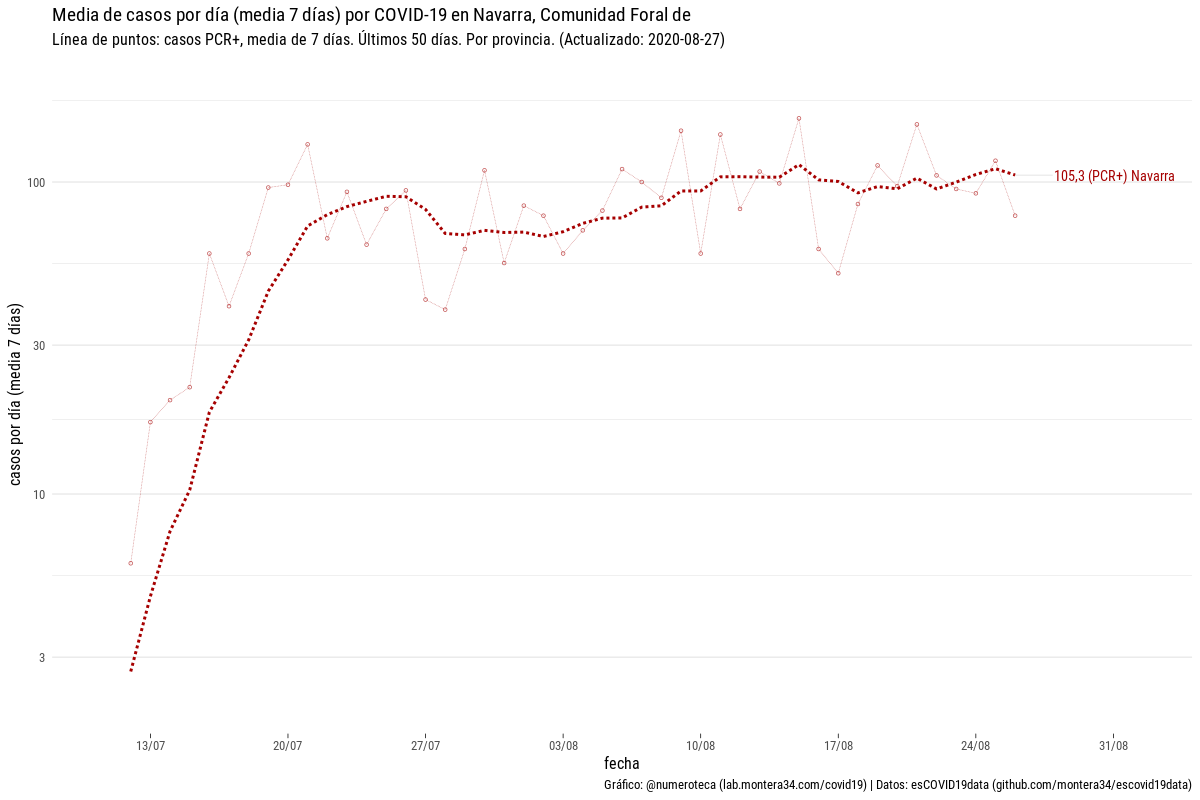 Media de casos por día (media 7 días) por COVID-19 en Navarra, Comunidad Foral de
Línea de puntos: casos PCR+, media de 7 días. Últimos 50 días. Por provincia. (Actualizado: 2020-08-27)
casos por día (media 7 días)
100
30
10
3
105,3 (PCR+) Navarra
13/07
20/07
27/07
03/08
10/08
17/08
24/08
31/08
fecha
Gráfico: @numeroteca (lab.montera34.com/covid19) | Datos: esCOVID19data (github.com/montera34/escovid19data)